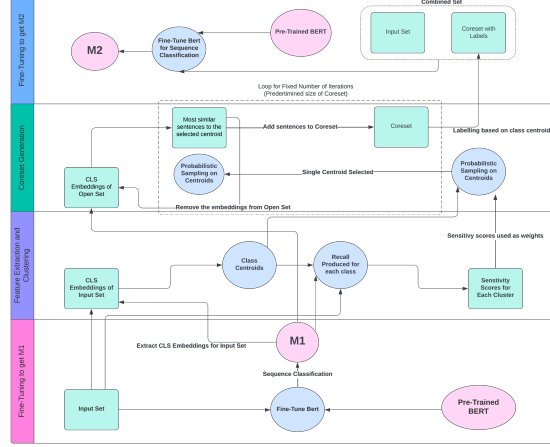 Combined Set
Fine-Tuning to get M2
M2
Fine-Tune Bert
for Sequence
Classification
Pre-Trained BERT
Input Set
Coreset with
Labels
Loop for Fixed Number of Iterations
(Predertimined size of Coreset)
Coreset Generation
Most similar
sentences to the
selected centroid
Add sentences to Coreset
Coreset
Labelling based on class centroid
Probabilistic
Sampling on
Centroids
Single Centroid Selected
Probabilistic
Sampling on
Centroids
CLS
Embeddings of
Open Set
Remove the embeddings from Open Set
Feature Extraction and
Clustering
Sensitivy scores used as weights
CLS
Embeddings of
Input Set
Class
Centroids
Recall
Produced for
each class
Senstivity
Scores for
Each Cluster
Fine-Tuning to get M1
Extract CLS Embeddings for Input Set
M1
Sequence Classification
Input Set
Fine-Tune Bert
Pre-Trained
BERT